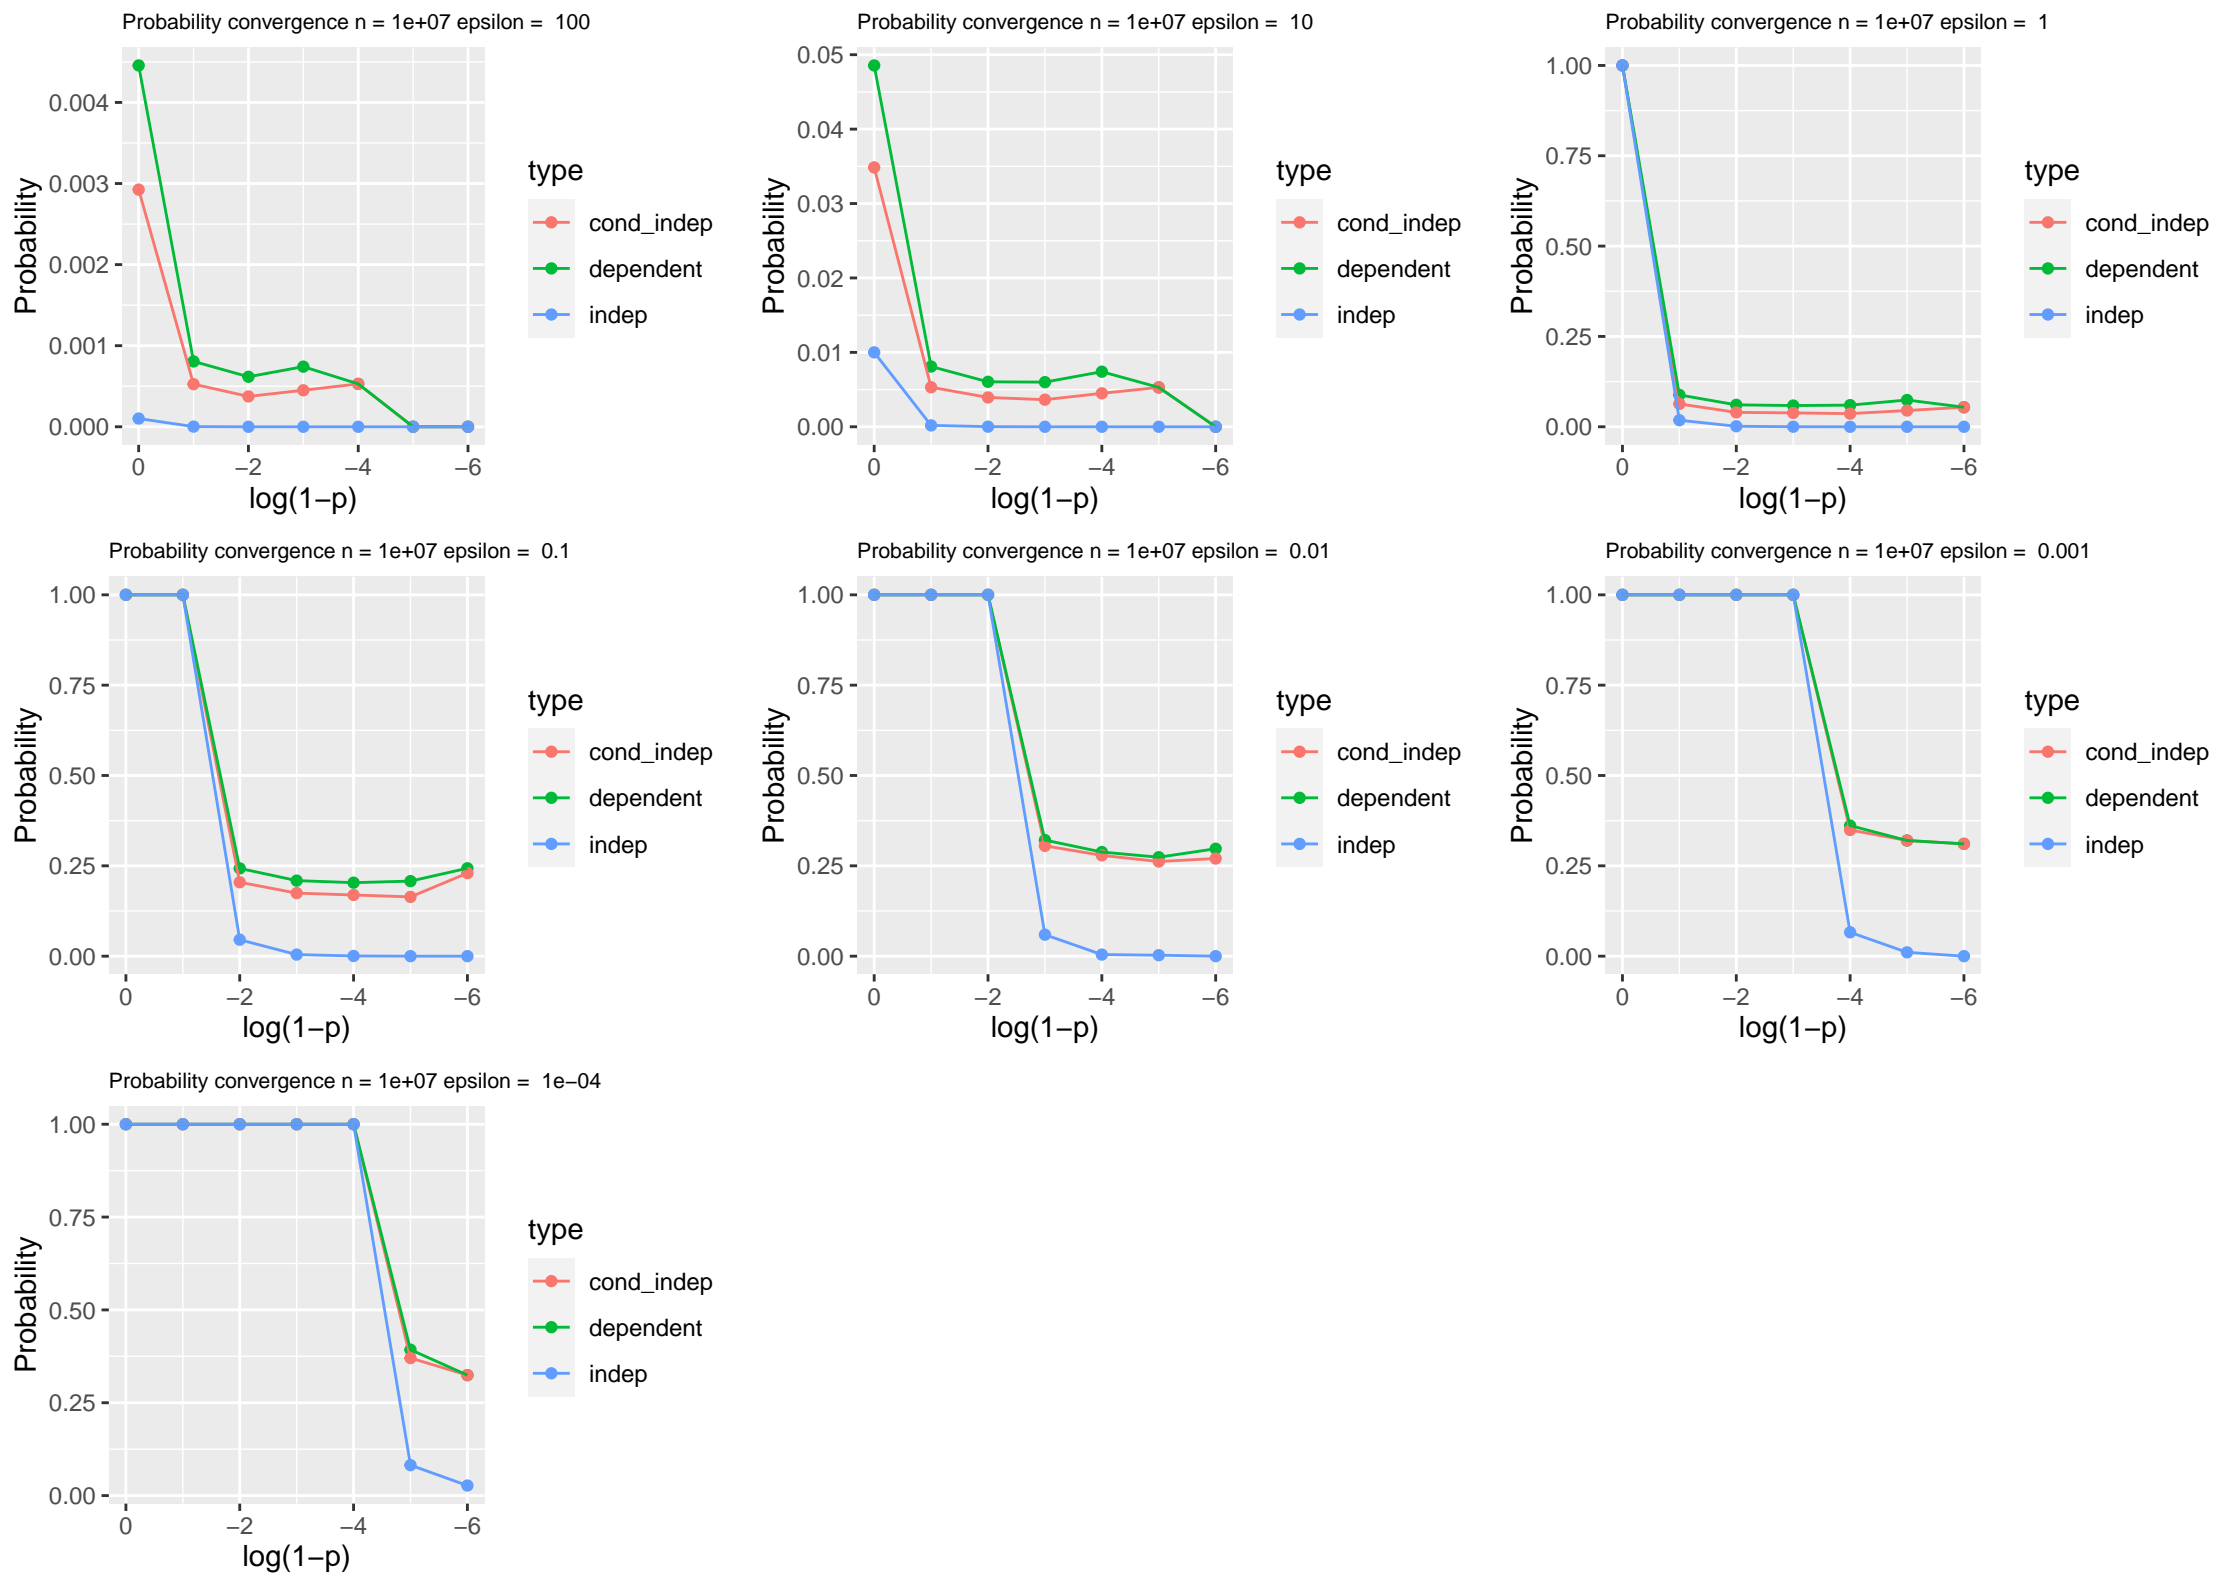 Probability convergence n = 1e+07 epsilon =  100
Probability
0.004
0.003
0.002
0.001
0.000
0
−2
−4
−6
log(1−p)
type
cond_indep
dependent
indep
Probability convergence n = 1e+07 epsilon =  10
Probability
0.05
0.04
0.03
0.02
0.01
0.00
0
−2
−4
−6
log(1−p)
type
cond_indep
dependent
indep
Probability convergence n = 1e+07 epsilon =  1
Probability
1.00
0.75
0.50
0.25
0.00
0
−2
−4
−6
log(1−p)
type
cond_indep
dependent
indep
Probability convergence n = 1e+07 epsilon =  0.1
Probability
1.00
0.75
0.50
0.25
0.00
0
−2
−4
−6
log(1−p)
type
cond_indep
dependent
indep
Probability convergence n = 1e+07 epsilon =  0.01
Probability
1.00
0.75
0.50
0.25
0.00
0
−2
−4
−6
log(1−p)
type
cond_indep
dependent
indep
Probability convergence n = 1e+07 epsilon =  0.001
Probability
1.00
0.75
0.50
0.25
0.00
0
−2
−4
−6
log(1−p)
type
cond_indep
dependent
indep
Probability convergence n = 1e+07 epsilon =  1e−04
Probability
1.00
0.75
0.50
0.25
0.00
0
−2
−4
−6
log(1−p)
type
cond_indep
dependent
indep